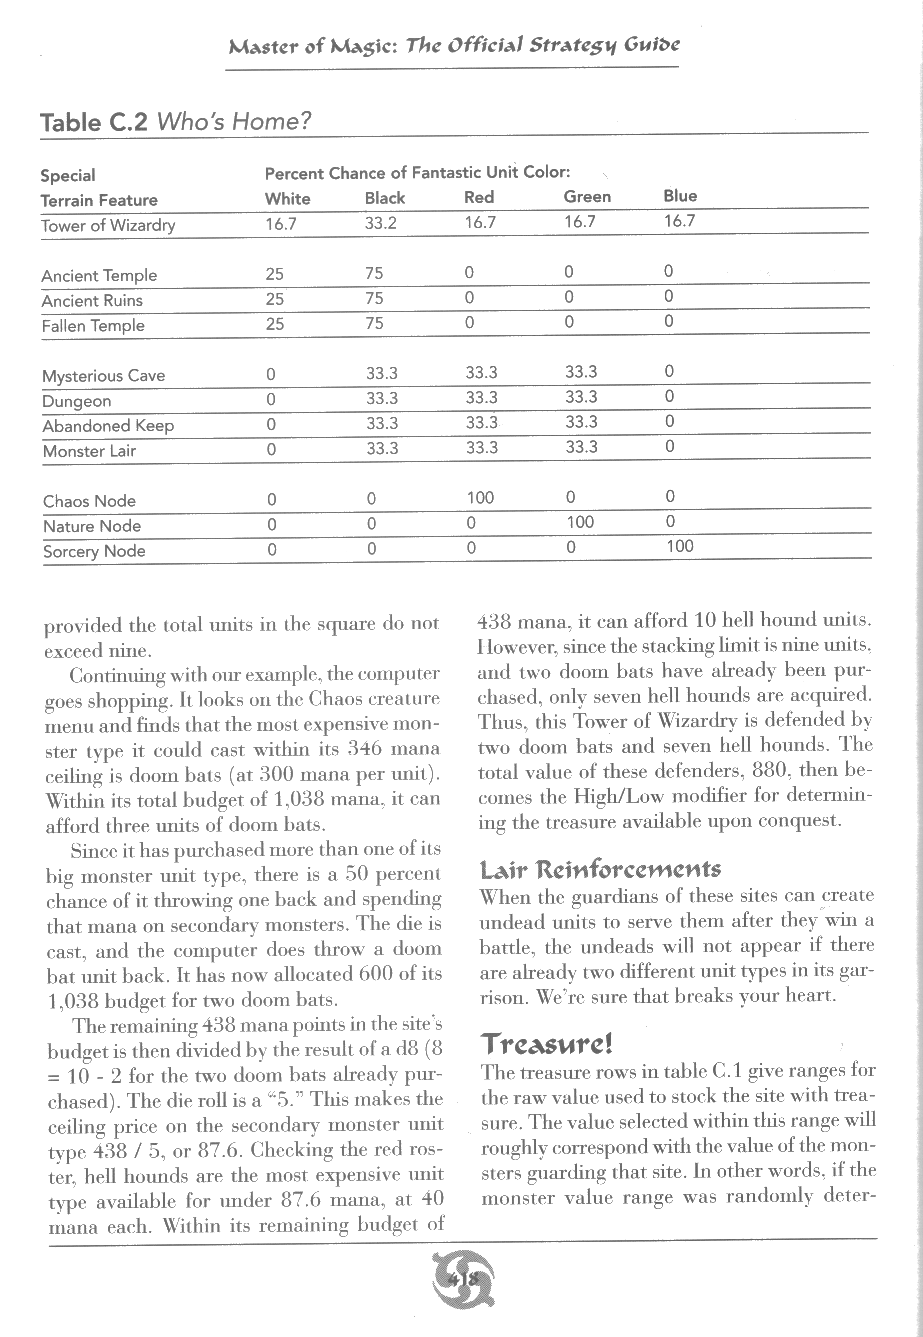 Master of Magic: The Official Strategy Guide
Table C.2 Who's Home?
Special Percent Chance of Fantastic Unit Color:
Terrain Feature White Black Red Green Blue
Tower of Wizardry 16.7 33.2 16.7 16.7 16.7
Ancient Temple 25 75 0 0 0
Ancient Ruins 25 75 0 0 0
Fallen Temple 25 75 0 0 0
Mysterious Cave 0 33.3 33.3 33.3 0
Dungeon 0 33.3 33.3 33.3 0
Abandoned Keep 0 33.3 33.3 33.3 0
Monster Lair 0 33.3 33.3 33.3 0
Chaos Node 0 0 100 0 0
Nature Node 0 0 0 100 0
Sorcery Node 0 0 0 0 100
provided the total units in the square do not
exceed nine.
Continuing with our example, the computer
goes shopping. It looks on the Chaos creature
menu and finds that the most expensive mon-
ster type it could cast within its 346 mana
ceiling is doom bats (at 300 mana per unit).
Within its total budget of 1,038 mana, it can
afford three units of doom bats.
Since it has purchased more than one of its
big monster unit type, there is a 50 percent
chance of it throwing one back and spending
that mana on secondary monsters. The die is
cast, and the computer does throw a doom
bat unit back. It has now allocated 600 of its
1,038 budget for two doom bats.
The remaining 438 mana points in the site's
budget is then divided by the result of a d8 (8
= 10 - 2 for the two doom bats already pur-
chased). The die roll is a “5.” This makes the
ceiling price on the secondary monster unit
type 438 / 5, or 87.6. Checking the red ros-
ter, hell hounds are the most expensive unit
type available for under 87.6 mana, at 40
mana each. Within its remaining budget of
438 mana, it can afford 10 hell hound units.
However, since the stacking limit is nine units,
and two doom bats have already been pur-
chased, only seven hell hounds are acquired.
Thus, this Tower of Wizardry is defended by
two doom bats and seven hell hounds. The
total value of these defenders, 880, then be-
comes the High/Low modifier for determin-
ing the treasure available upon conquest.
Lair Reinforcements
When the guardians of these sites can create
undead units to serve them after they win a
battle, the undeads will not appear if there
are already two different unit types in its gar-
rison. We're sure that breaks your heart.
Treasure!
The treasure rows in table C.1 give ranges for
the raw value used to stock the site with trea-
sure. The value selected within this range will
roughly correspond with the value of the mon-
sters guarding that site. In other words, if the
monster value range was randomly deter-
418